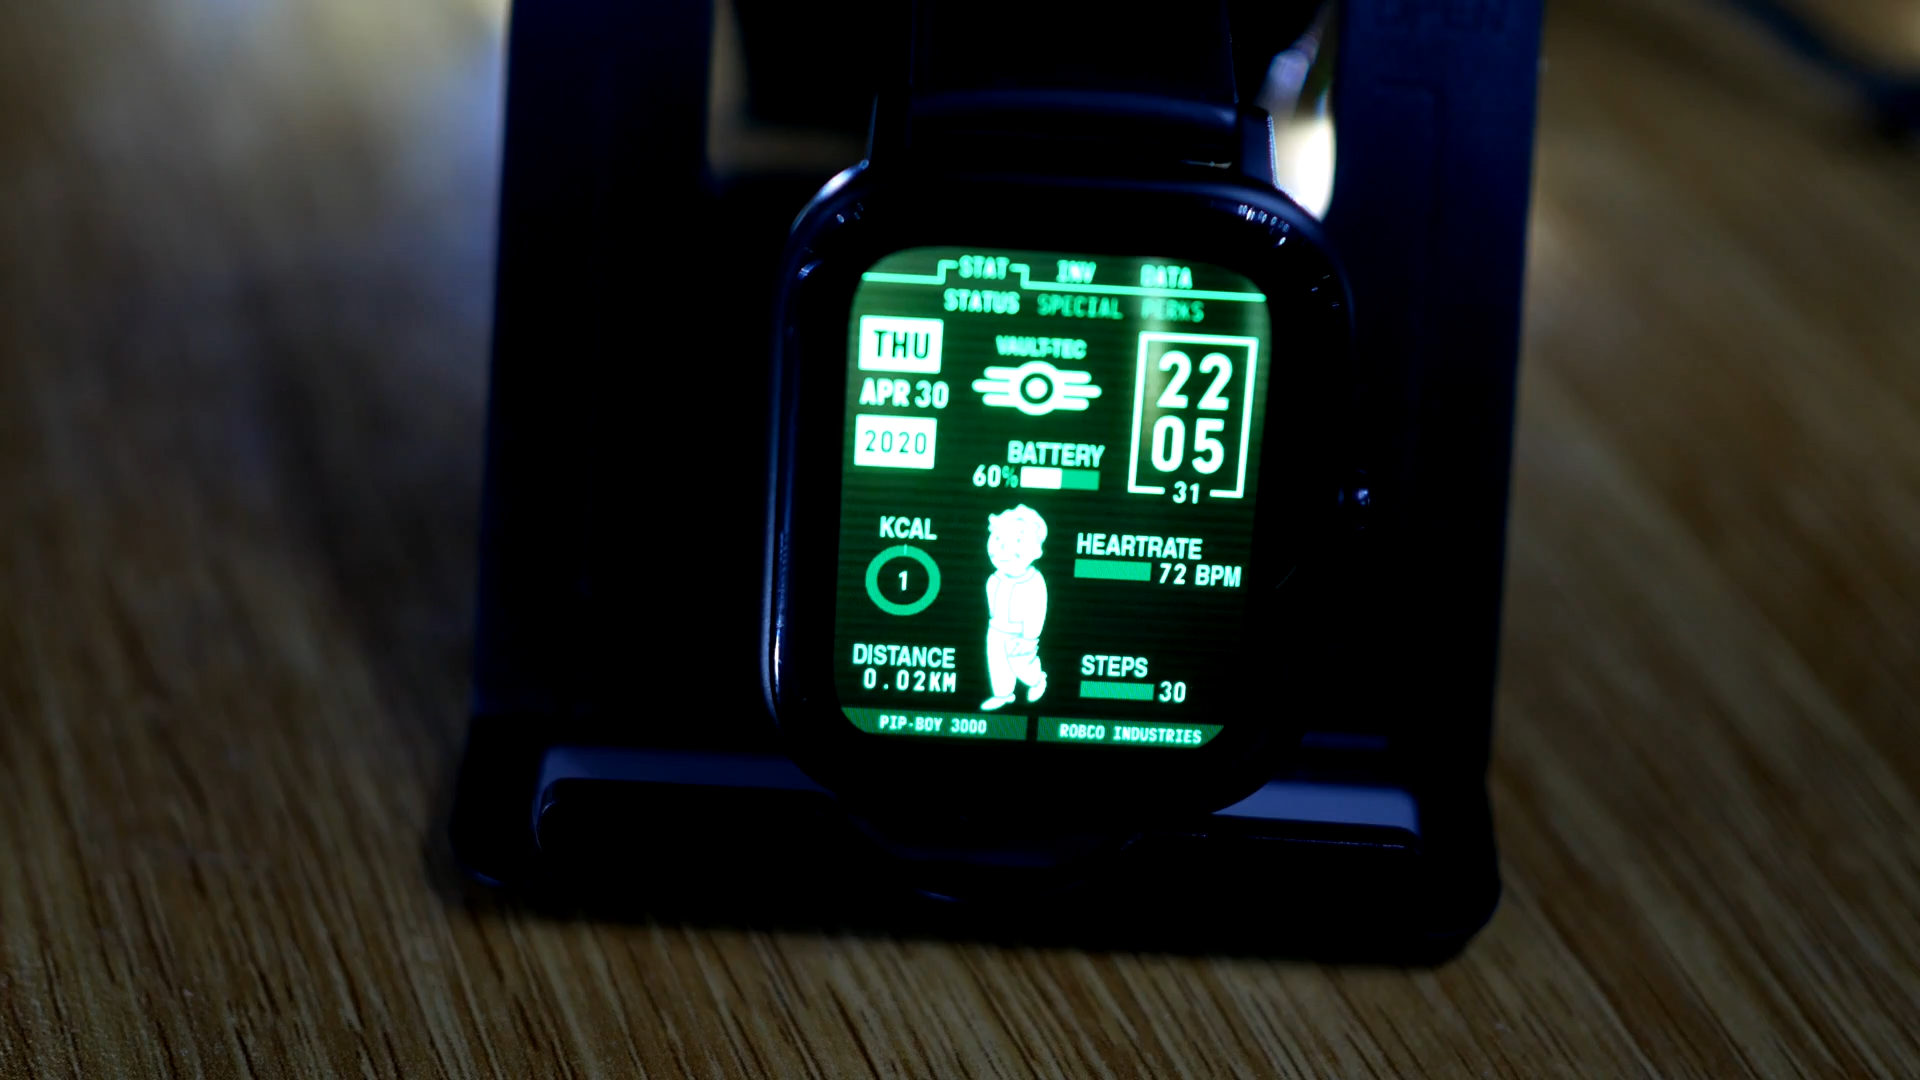 OPEN
STAT INV DATA
STATUS SPECIAL PERKS
THU
APR 30
2020
VAULT-TEC
BATTERY
60%
22
05
31
KCAL
1
HEARTRATE
72 BPM
DISTANCE
0.02KM
STEPS
30
PIP-BOY 3000
ROBCO INDUSTRIES